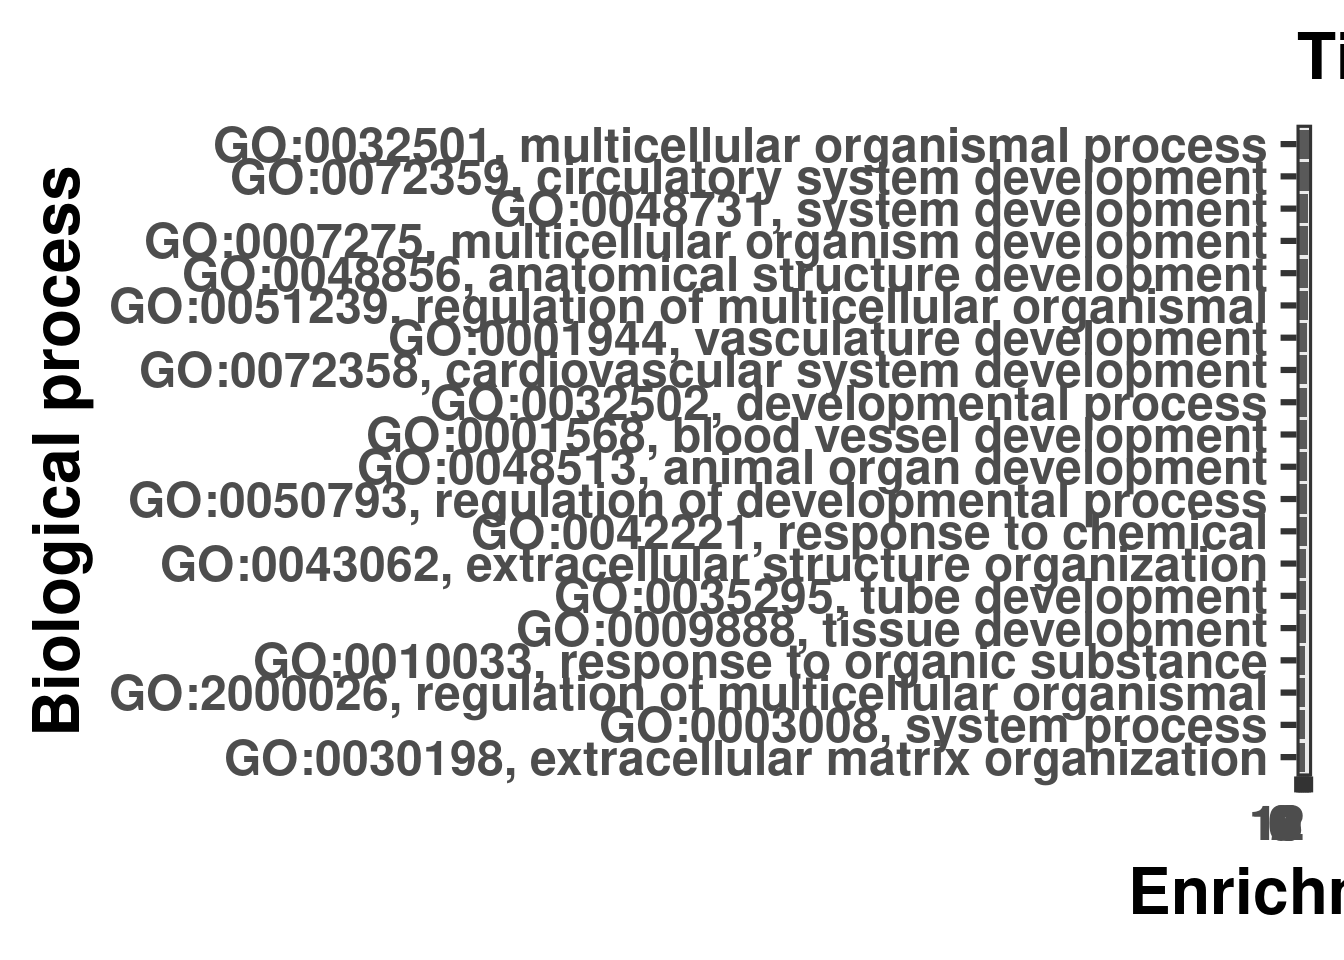 Ti
Biological process
GO:0032501, multicellular organismal process
GO:0072359, circulatory system development
GO:0048731, system development
GO:0007275, multicellular organism development
GO:0048856, anatomical structure development
GO:0051239, regulation of multicellular organismal
GO:0001944, vasculature development
GO:0072358, cardiovascular system development
GO:0032502, developmental process
GO:0001568, blood vessel development
GO:0048513, animal organ development
GO:0050793, regulation of developmental process
GO:0042221, response to chemical
GO:0043062, extracellular structure organization
GO:0035295, tube development
GO:0009888, tissue development
GO:0010033, response to organic substance
GO:2000026, regulation of multicellular organismal
GO:0003008, system process
GO:0030198, extracellular matrix organization
Enrichm